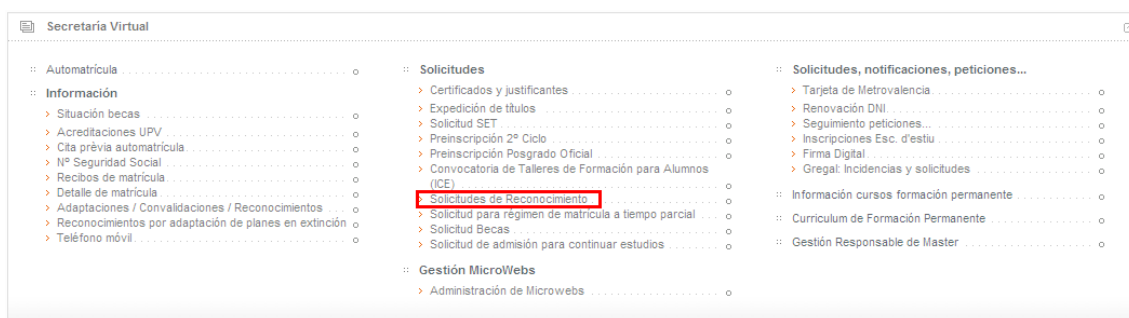 Secretaría Virtual
Automatrícula
Información
Situación becas
Acreditaciones UPV
Cita prèvia automatrícula
Nº Seguridad Social
Recibos de matrícula
Detalle de matrícula
Adaptaciones / Convalidaciones / Reconocimientos
Reconocimientos por adaptación de planes en extinción
Teléfono móvil
Solicitudes
Certificados y justificantes
Expedición de títulos
Solicitud SET
Preinscripción 2º Ciclo
Preinscripción Posgrado Oficial
Convocatoria de Talleres de Formación para Alumnos
(ICE)
Solicitudes de Reconocimiento
Solicitud para régimen de matrícula a tiempo parcial
Solicitud Becas
Solicitud de admisión para continuar estudios
Gestión MicroWebs
Administración de Microwebs
Solicitudes, notificaciones, peticiones...
Tarjeta de Metrovalencia
Renovación DNI
Seguimiento peticiones...
Inscripciones Esc. d'estiu
Firma Digital
Gregal: Incidencias y solicitudes
Información cursos formación permanente
Curriculum de Formación Permanente
Gestión Responsable de Master